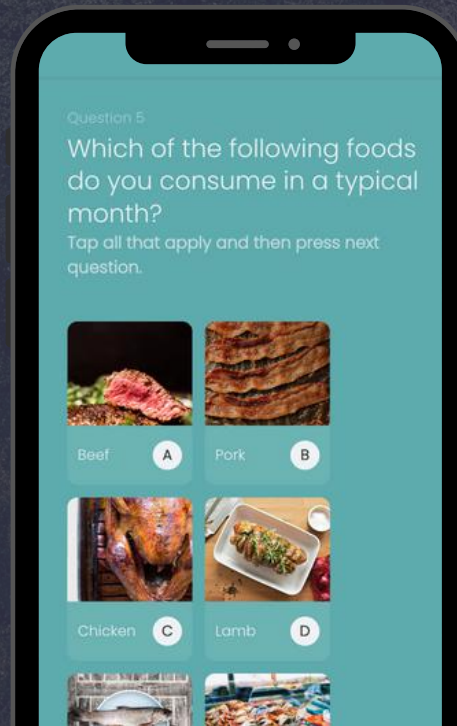 Question 5
Which of the following foods
do you consume in a typical
month?
Tap all that apply and then press next
question.
Beef A
Pork B
Chicken C
Lamb D